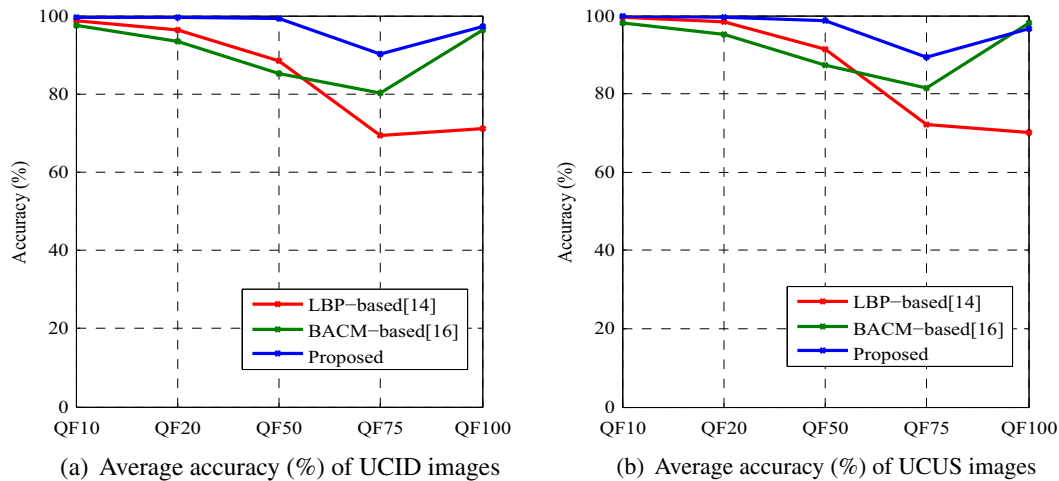 100
80
60
40
20
0
Accuracy (%)
LBP−based[14]
BACM−based[16]
Proposed
QF10 QF20 QF50 QF75 QF100
(a) Average accuracy (%) of UCID images
100
80
60
40
20
0
Accuracy (%)
LBP−based[14]
BACM−based[16]
Proposed
QF10 QF20 QF50 QF75 QF100
(b) Average accuracy (%) of UCUS images